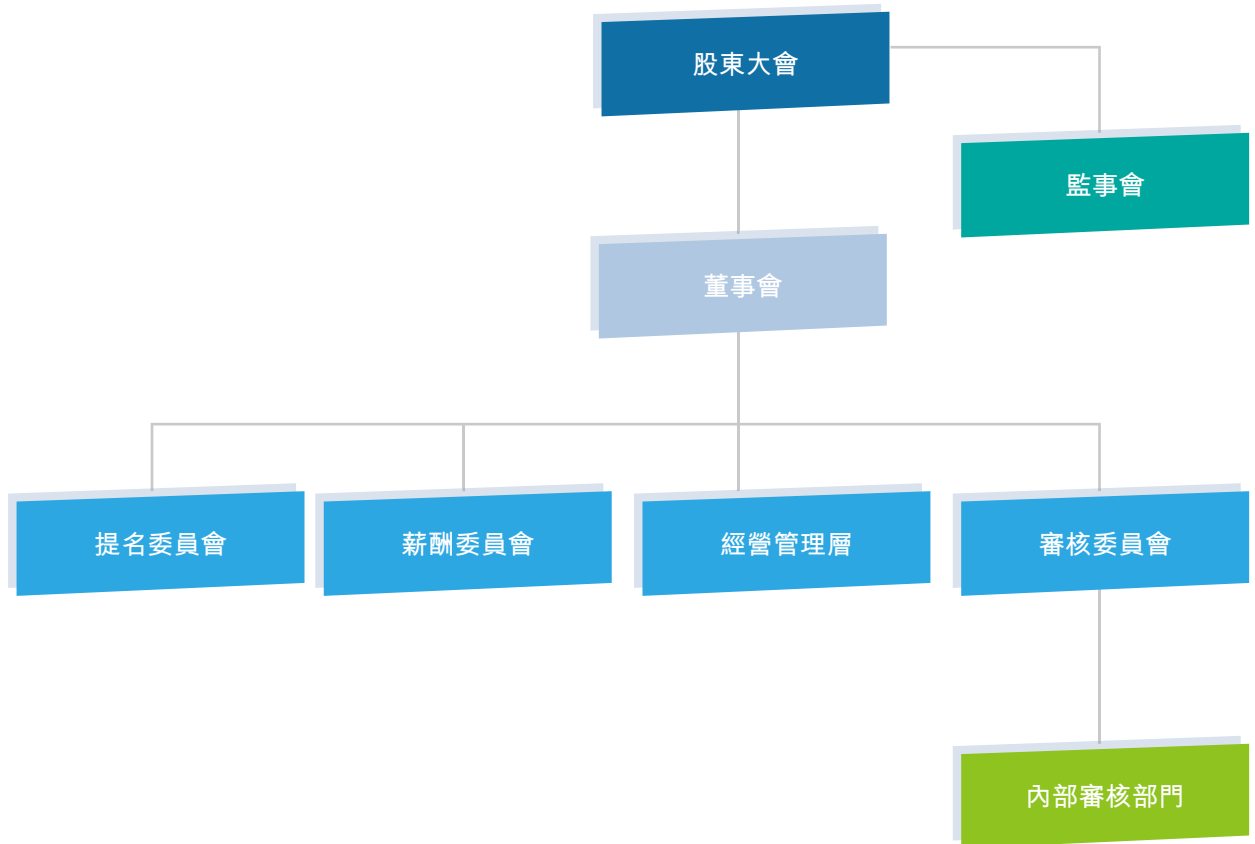 股東大會
監事會
董事會
提名委員會
薪酬委員會
經營管理層
審核委員會
內部審核部門